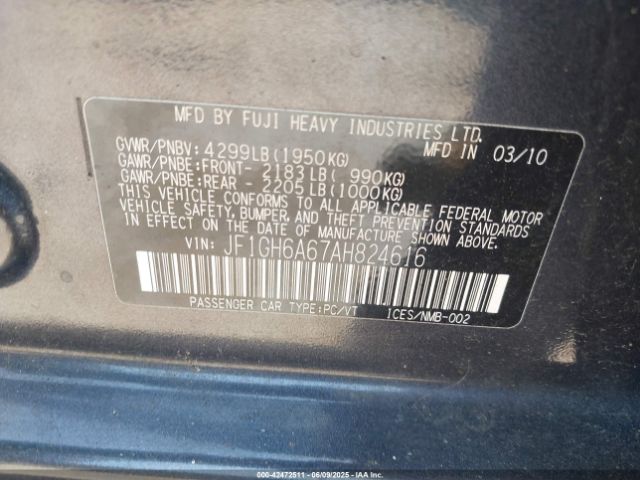 MFD BY FUJI HEAVY INDUSTRIES LTD.
GVWR/PNBV: 4299LB(1950KG) MFD IN 03/10
GAWR/PNBE:FRONT- 2183LB( 990KG)
GAWR/PNBE:REAR - 2205LB(1000KG)
THIS VEHICLE CONFORMS TO ALL APPLICABLE FEDERAL MOTOR
VEHICLE SAFETY, BUMPER, AND THEFT PREVENTION STANDARDS
IN EFFECT ON THE DATE OF MANUFACTURE SHOWN ABOVE.
VIN: JF1GH6A67AH824616
PASSENGER CAR TYPE:PC/VT ICES/NMB-002
000-42472511 - 06/09/2025 - IAAI.COM